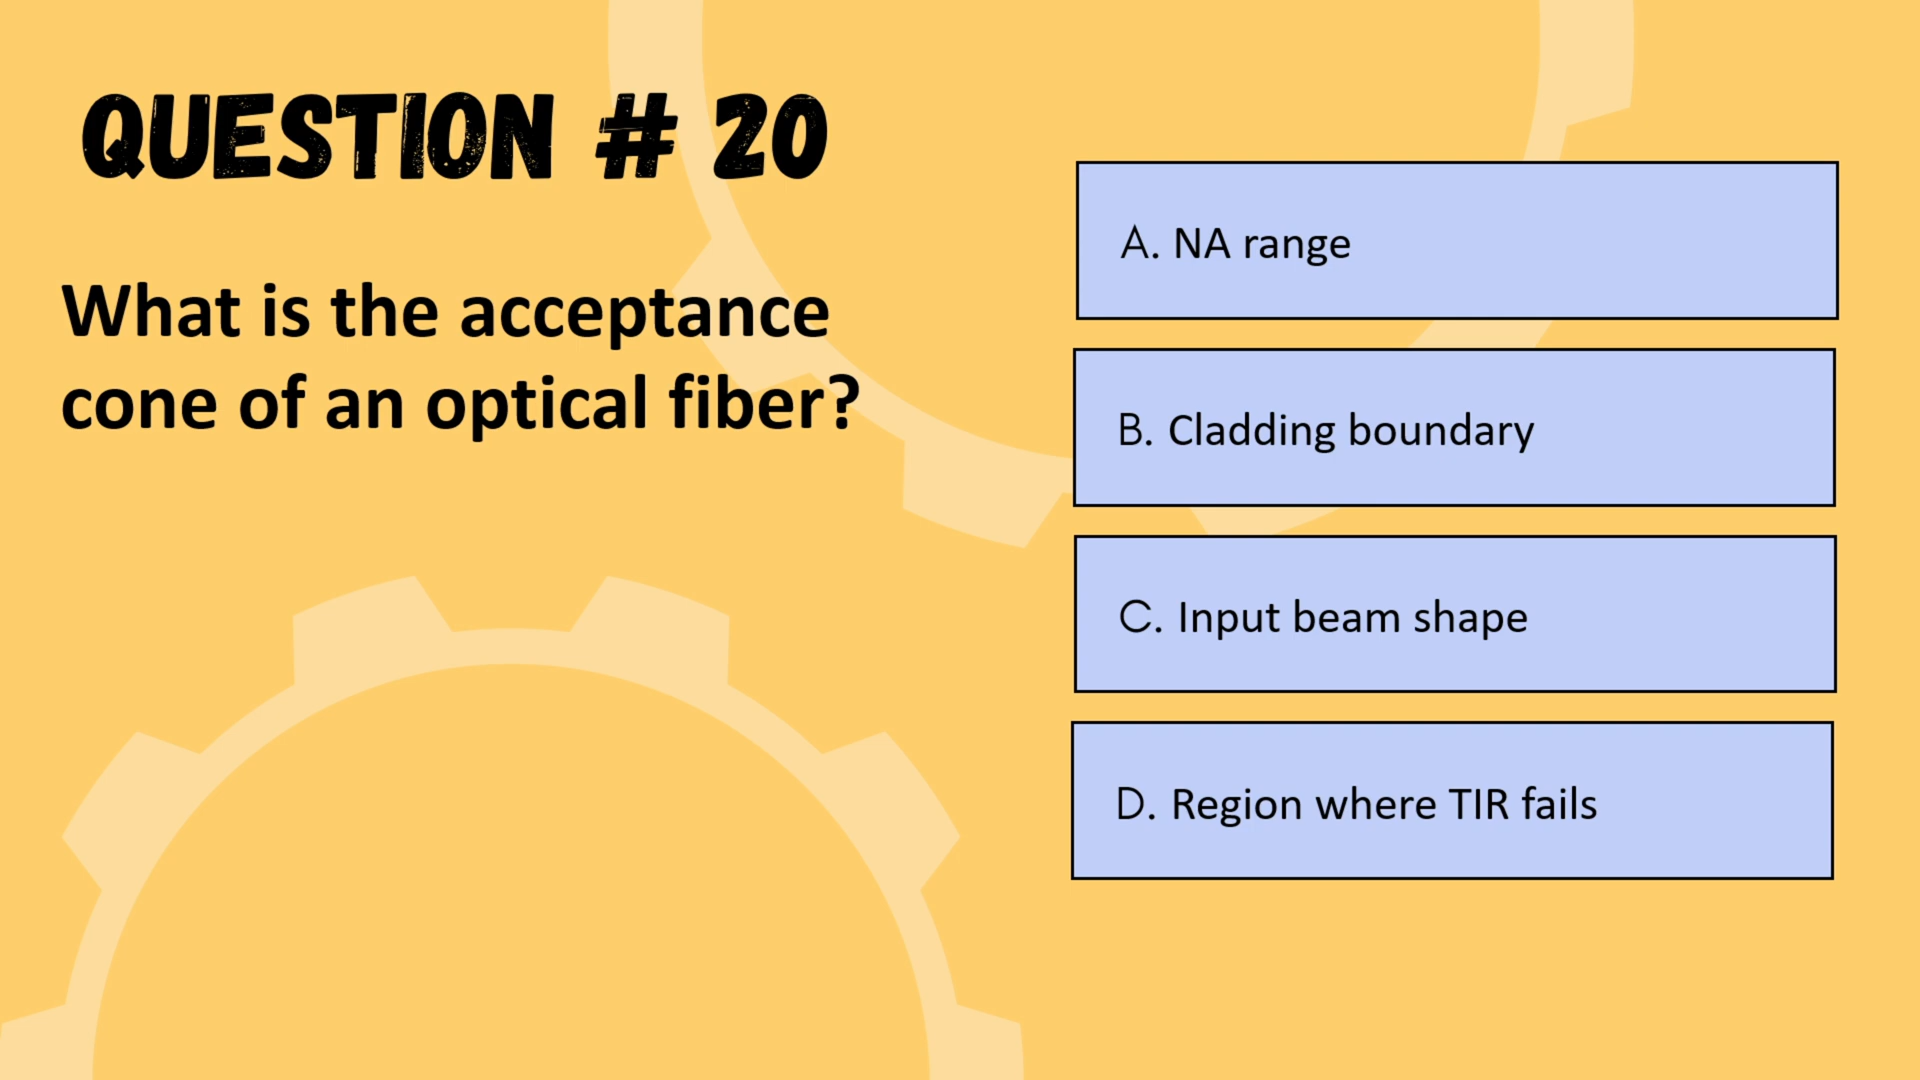 QUESTION # 20
What is the acceptance
cone of an optical fiber?
A. NA range
B. Cladding boundary
C. Input beam shape
D. Region where TIR fails